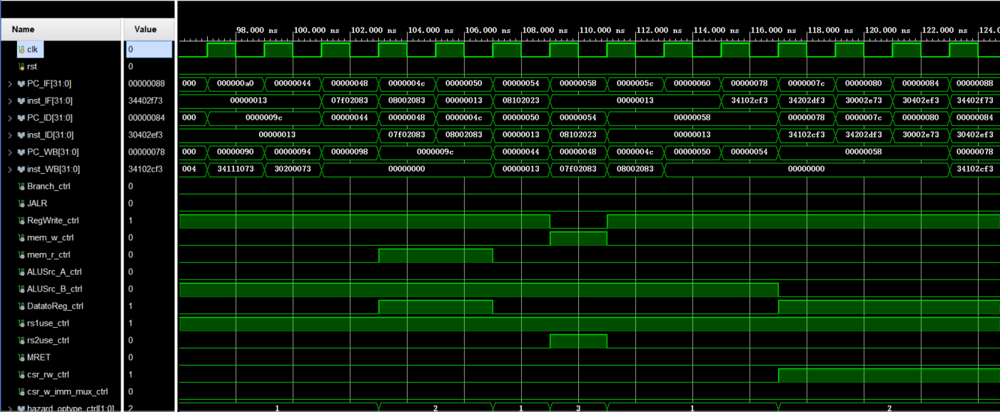 Name Value 98.000 ns 100.000 ns 102.000 ns 104.000 ns 106.000 ns 108.000 ns 110.000 ns 112.000 ns 114.000 ns 116.000 ns 118.000 ns 120.000 ns 122.000 ns 124.0
clk 0
rst 0
PC_IF[31:0] 00000088 000 000000a0 00000044 00000048 0000004c 00000050 00000054 00000058 0000005c 00000060 00000078 0000007c 00000080 00000084 00000088
inst_IF[31:0] 34402f73 00000013 07f02083 08002083 00000013 08102023 00000013 34102cf3 34202df3 30002e73 30402ef3 34402f73
PC_ID[31:0] 00000084 000 0000009c 00000044 00000048 0000004c 00000050 00000054 00000058 00000078 0000007c 00000080 00000084
inst_ID[31:0] 30402ef3 00000013 07f02083 08002083 00000013 08102023 00000013 34102cf3 34202df3 30002e73 30402ef3
PC_WB[31:0] 00000078 000 00000090 00000094 00000098 0000009c 00000044 00000048 0000004c 00000050 00000054 00000058 00000078
inst_WB[31:0] 34102cf3 004 34111073 30200073 00000000 00000013 07f02083 08002083 00000000 34102cf3
Branch_ctrl 0
JALR 0
RegWrite_ctrl 1
mem_w_ctrl 0
mem_r_ctrl 0
ALUSrc_A_ctrl 0
ALUSrc_B_ctrl 0
DatatoReg_ctrl 1
rs1use_ctrl 1
rs2use_ctrl 0
MRET 0
csr_rw_ctrl 1
csr_w_imm_mux_ctrl 0
hazard_optype_ctrl[1:0] 2 1 2 1 3 1 2